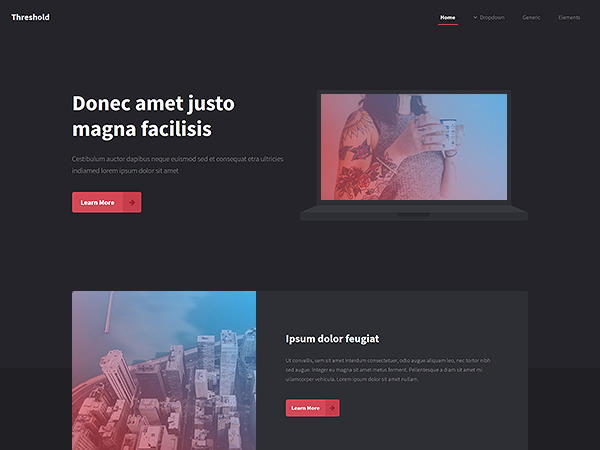 Threshold
Home
Dropdown
Generic
Elements
Donec amet justo
magna facilisis
Cestibulum auctor dapibus neque euismod sed et consequat etra ultricies
indiamed lorem ipsum dolor sit amet
Learn More
Ipsum dolor feugiat
Ut convallis, sem sit amet interdum consectetuer, odio augue aliquam leo, nec tortor nibh
sed augue. Integer eu magna sit amet metus ferment. Pellentesque a diam sit amet mi
ullamcorper vehicula. Lorem ipsum dolor sit amet nullam.
Learn More